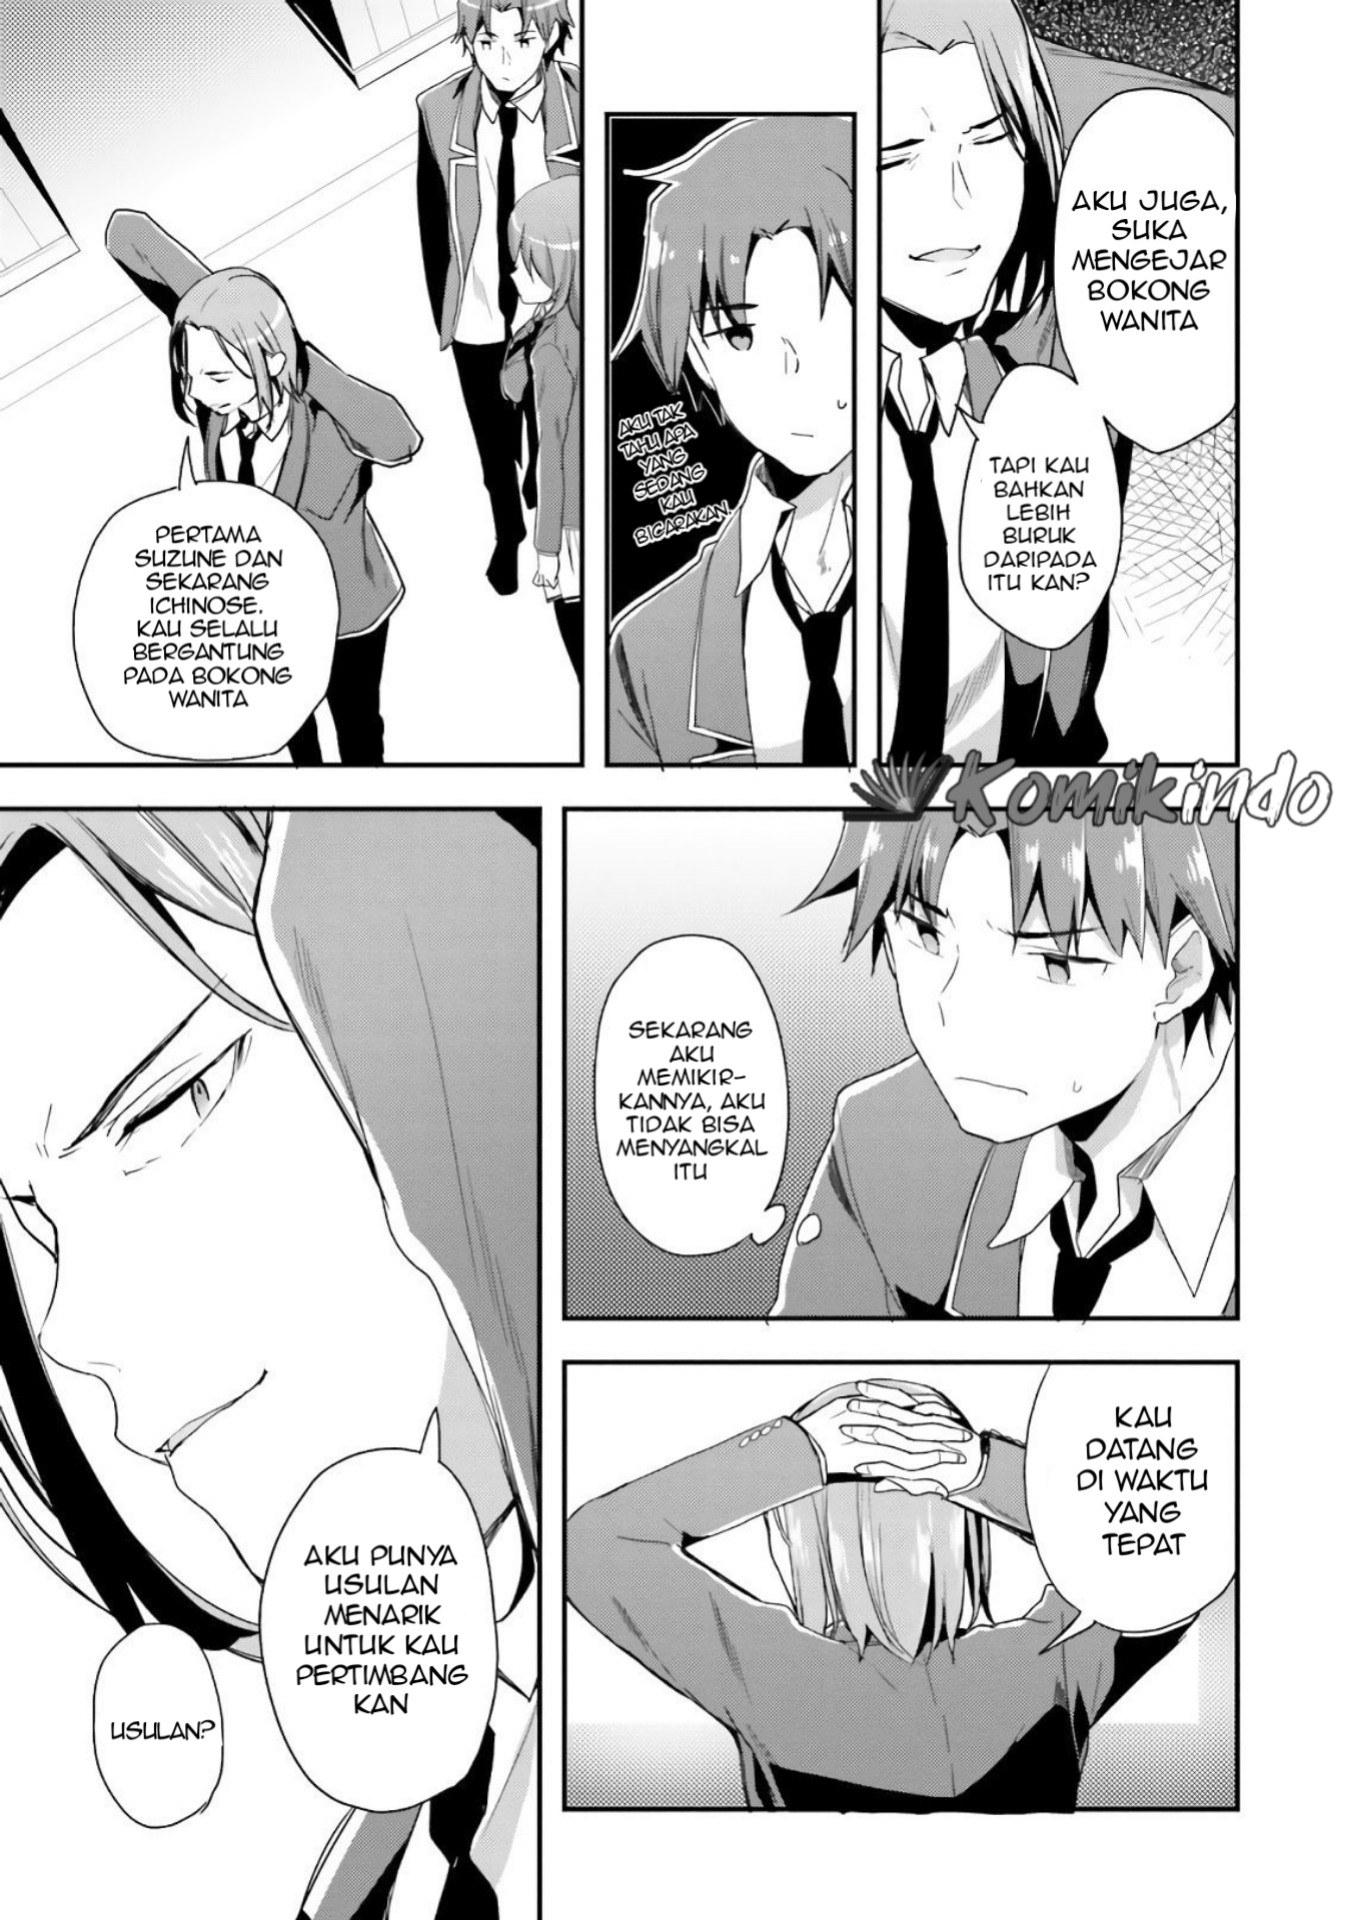 AKU JUGA,
SUKA
MENGEJAR
BOKONG
WANITA
TAPI KAU
BAHKAN
LEBIH
BURUK
DARIPADA
ITU KAN?
AKU TAK
TAHU APA
YANG
SEDANG
KAU
BIGARAKAN.
PERTAMA
SUZUNE DAN
SEKARANG
ICHINOSE.
KAU SELALU
BERGANTUNG
PADA BOKONG
WANITA
Komikindo
SEKARANG
AKU
MEMIKIR-
KANNYA, AKU
TIDAK BISA
MENYANGKAL
ITU
KAU
DATANG
DI WAKTU
YANG
TEPAT
AKU PUNYA
USULAN
MENARIK
UNTUK KAU
PERTIMBANG
KAN
USULAN?